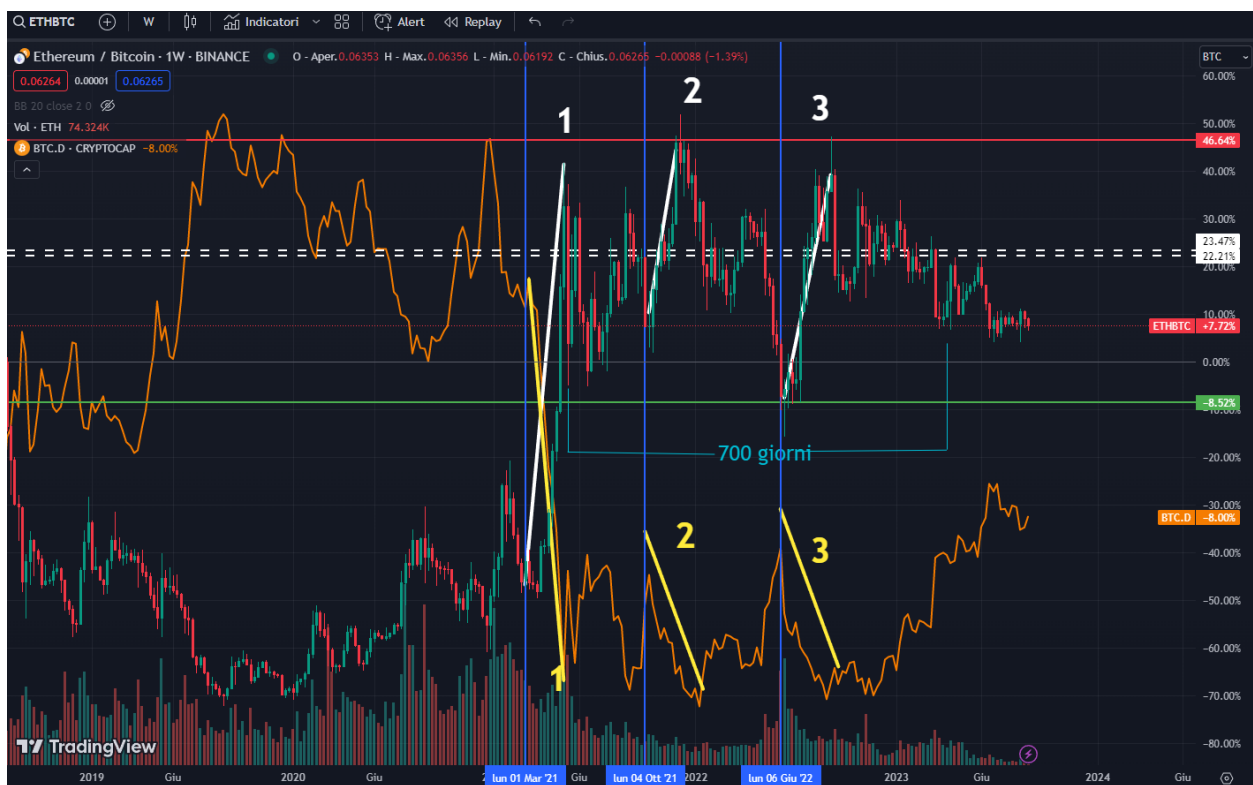 ETHBTC W Indicatori Alert Replay
Ethereum / Bitcoin · 1W · BINANCE O - Aper.0.06353 H - Max.0.06356 L - Min.0.06192 C - Chius.0.06265 −0.00088 (−1.39%) BTC
0.06264 0.00001 0.06265
60.00%
BB 20 close 2 0
Vol · ETH 74.324K
BTC.D · CRYPTOCAP −8.00%
1
2
3
50.00%
46.64%
40.00%
30.00%
23.47%
22.21%
20.00%
10.00%
ETHBTC +7.72%
0.00%
−8.52%
−10.00%
700 giorni
−20.00%
−30.00%
BTC.D −8.00%
2
3
−40.00%
−50.00%
−60.00%
1
−70.00%
TradingView
−80.00%
2019 Giu 2020 Giu lun 01 Mar '21 Giu lun 04 Ott '21 2022 lun 06 Giu '22 2023 Giu 2024 Giu